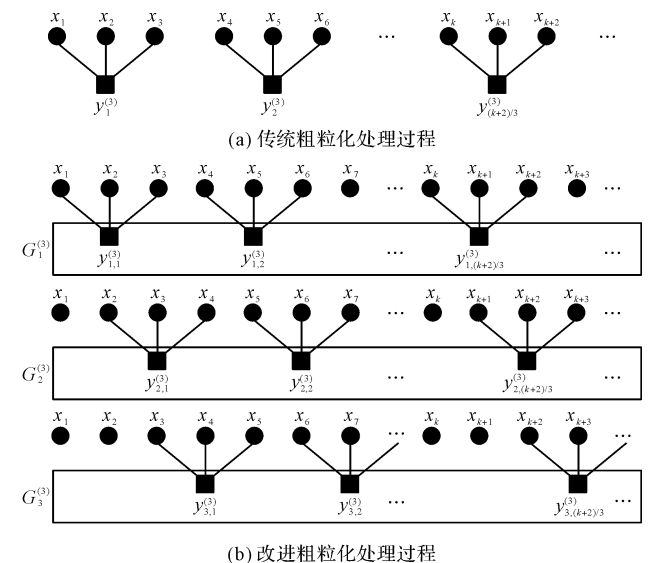 x₁ x₂ x₃ x₄ x₅ x₆ … xₖ xₖ₊₁ xₖ₊₂ …
y₁⁽³⁾ y₂⁽³⁾ y₍ₖ₊₂₎/₃⁽³⁾
(a) 传统粗粒化处理过程
x₁ x₂ x₃ x₄ x₅ x₆ x₇ … xₖ xₖ₊₁ xₖ₊₂ xₖ₊₃ …
G₁⁽³⁾ y₁,₁⁽³⁾ y₁,₂⁽³⁾ … y₁,₍ₖ₊₂₎/₃⁽³⁾ …
x₁ x₂ x₃ x₄ x₅ x₆ x₇ … xₖ xₖ₊₁ xₖ₊₂ xₖ₊₃ …
G₂⁽³⁾ y₂,₁⁽³⁾ y₂,₂⁽³⁾ … y₂,₍ₖ₊₂₎/₃⁽³⁾ …
x₁ x₂ x₃ x₄ x₅ x₆ x₇ … xₖ xₖ₊₁ xₖ₊₂ xₖ₊₃ …
G₃⁽³⁾ y₃,₁⁽³⁾ y₃,₂⁽³⁾ … y₃,₍ₖ₊₂₎/₃⁽³⁾ …
(b) 改进粗粒化处理过程